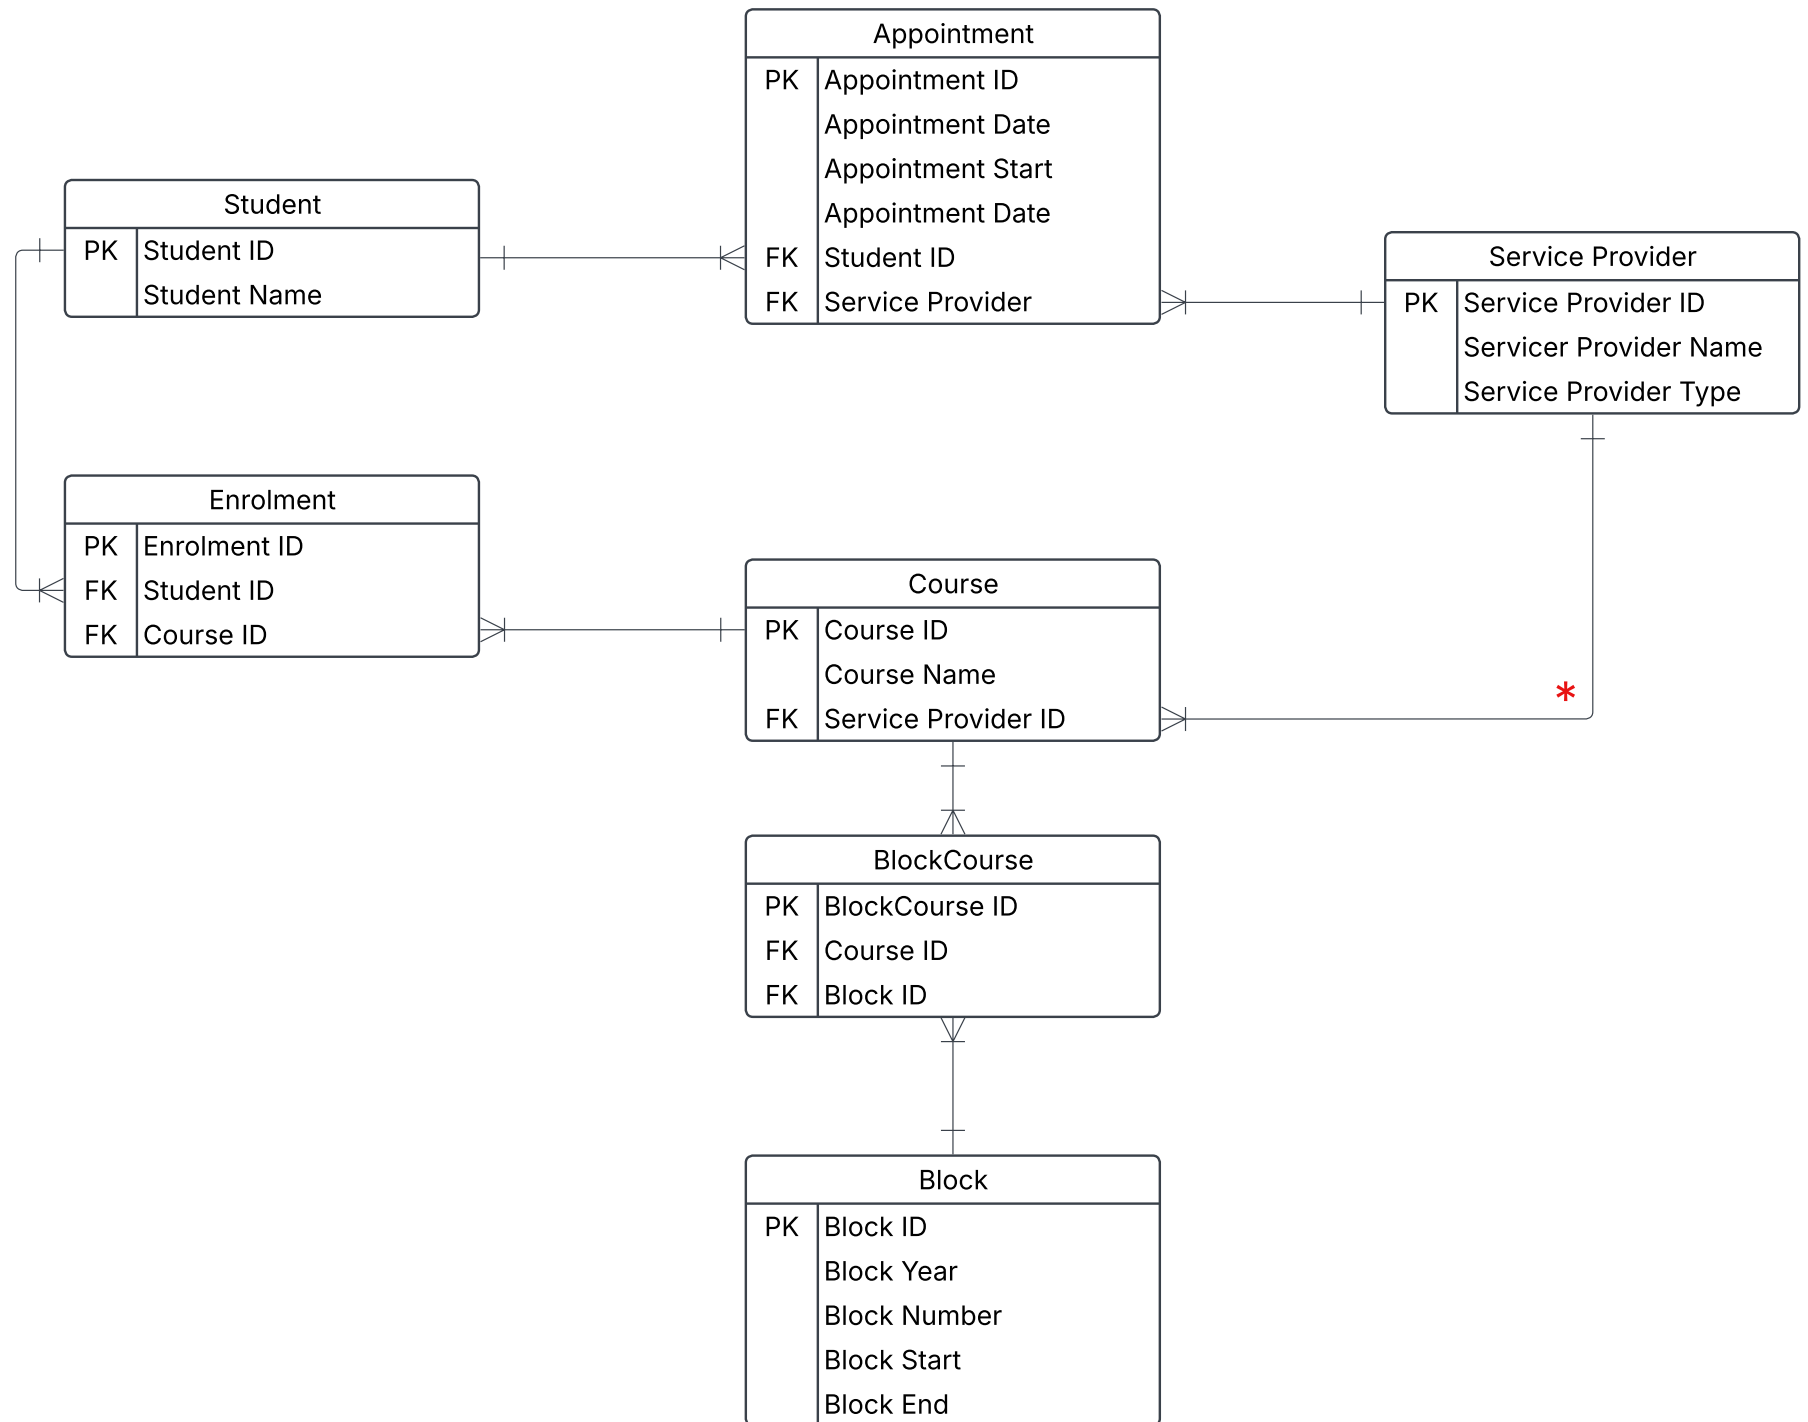 Appointment
PK Appointment ID
Appointment Date
Appointment Start
Appointment Date
FK Student ID
FK Service Provider
Student
PK Student ID
Student Name
Service Provider
PK Service Provider ID
Servicer Provider Name
Service Provider Type
Enrolment
PK Enrolment ID
FK Student ID
FK Course ID
Course
PK Course ID
Course Name
FK Service Provider ID
*
BlockCourse
PK BlockCourse ID
FK Course ID
FK Block ID
Block
PK Block ID
Block Year
Block Number
Block Start
Block End